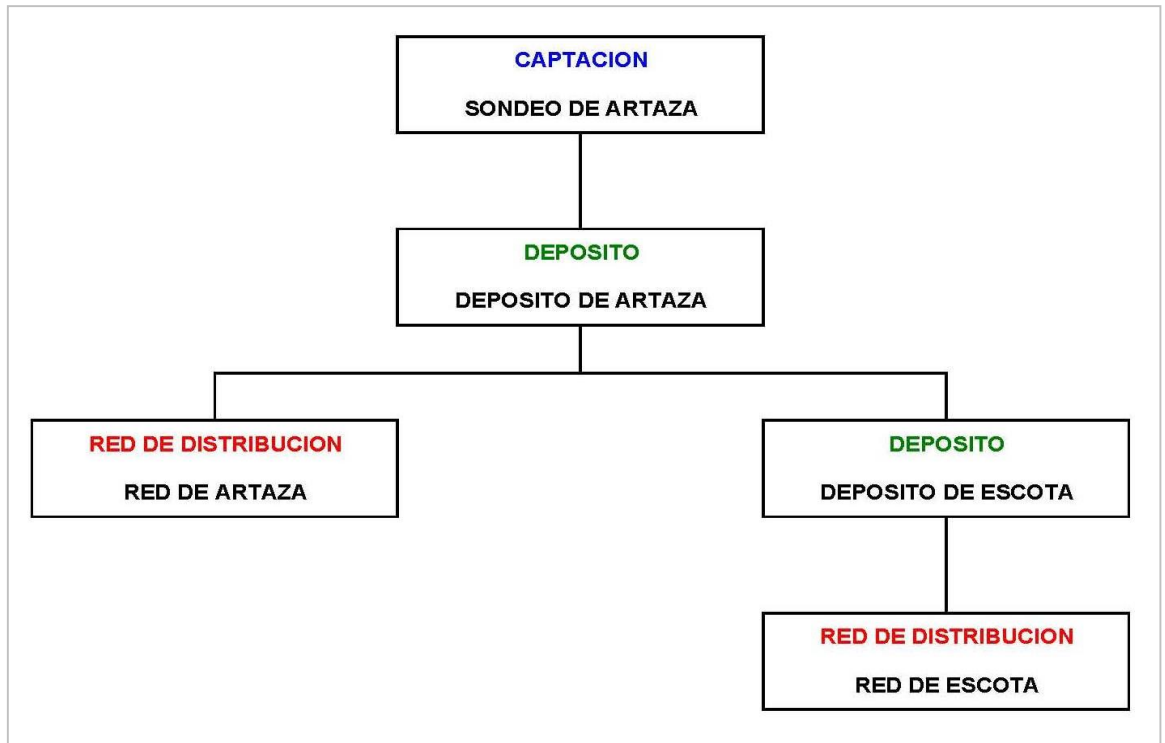 CAPTACION
SONDEO DE ARTAZA
DEPOSITO
DEPOSITO DE ARTAZA
RED DE DISTRIBUCION
RED DE ARTAZA
DEPOSITO
DEPOSITO DE ESCOTA
RED DE DISTRIBUCION
RED DE ESCOTA